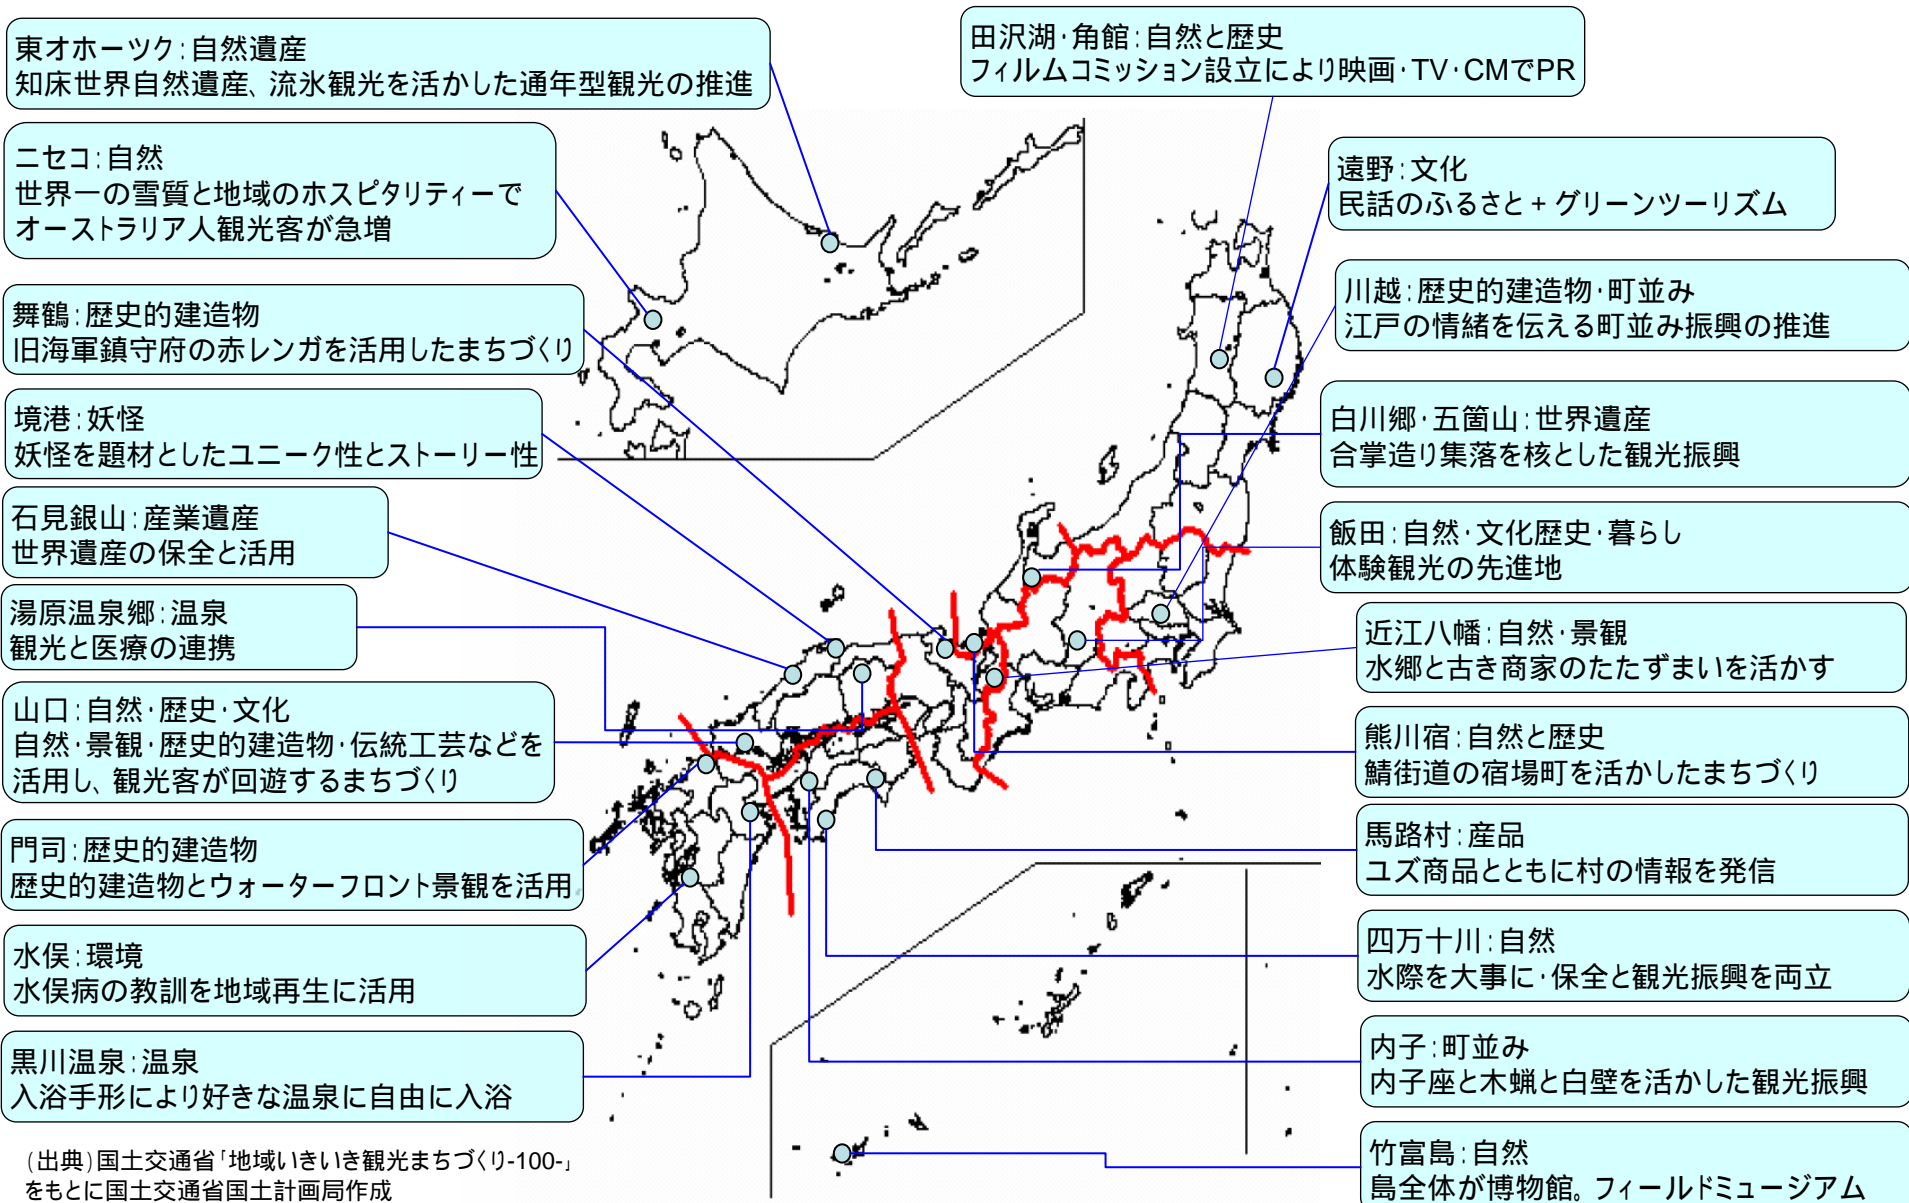 東オホーツク:自然遺産
知床世界自然遺産、流氷観光を活かした通年型観光の推進
ニセコ:自然
世界一の雪質と地域のホスピタリティーで
オーストラリア人観光客が急増
舞鶴:歴史的建造物
旧海軍鎮守府の赤レンガを活用したまちづくり
境港:妖怪
妖怪を題材としたユニーク性とストーリー性
石見銀山:産業遺産
世界遺産の保全と活用
湯原温泉郷:温泉
観光と医療の連携
山口:自然・歴史・文化
自然・景観・歴史的建造物・伝統工芸などを
活用し、観光客が回遊するまちづくり
門司:歴史的建造物
歴史的建造物とウォーターフロント景観を活用
水俣:環境
水俣病の教訓を地域再生に活用
黒川温泉:温泉
入浴手形により好きな温泉に自由に入浴
(出典)国土交通省「地域いきいき観光まちづくり-100-」
をもとに国土交通省国土計画局作成
田沢湖・角館:自然と歴史
フィルムコミッション設立により映画・TV・CMでPR
遠野:文化
民話のふるさと+グリーンツーリズム
川越:歴史的建造物・町並み
江戸の情緒を伝える町並み振興の推進
白川郷・五箇山:世界遺産
合掌造り集落を核とした観光振興
飯田:自然・文化歴史・暮らし
体験観光の先進地
近江八幡:自然・景観
水郷と古き商家のたたずまいを活かす
熊川宿:自然と歴史
鯖街道の宿場町を活かしたまちづくり
馬路村:産品
ユズ商品とともに村の情報を発信
四万十川:自然
水際を大事に・保全と観光振興を両立
内子:町並み
内子座と木蝋と白壁を活かした観光振興
竹富島:自然
島全体が博物館。フィールドミュージアム